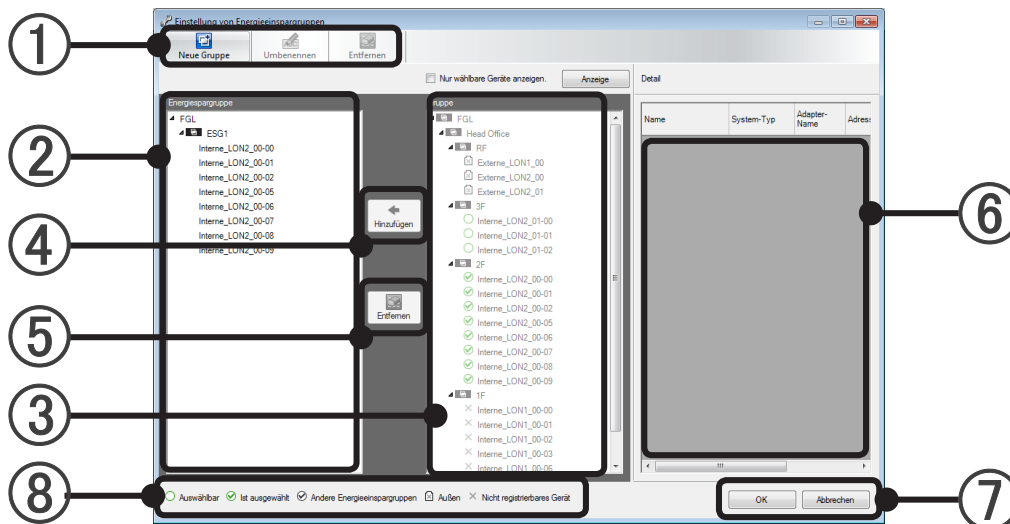 Einstellung von Energieeinspargruppen
Neue Gruppe Umbenennen Entfernen
Nur wählbare Geräte anzeigen. Anzeige Detail
Energiespargruppe
FGL
ESG1
Interne_LON2_00-00
Interne_LON2_00-01
Interne_LON2_00-02
Interne_LON2_00-05
Interne_LON2_00-06
Interne_LON2_00-07
Interne_LON2_00-08
Interne_LON2_00-09
Hinzufügen
Entfernen
ruppe
FGL
Head Office
RF
Externe_LON1_00
Externe_LON2_00
Externe_LON2_01
3F
Interne_LON2_01-00
Interne_LON2_01-01
Interne_LON2_01-02
2F
Interne_LON2_00-00
Interne_LON2_00-01
Interne_LON2_00-02
Interne_LON2_00-05
Interne_LON2_00-06
Interne_LON2_00-07
Interne_LON2_00-08
Interne_LON2_00-09
1F
Interne_LON1_00-00
Interne_LON1_00-01
Interne_LON1_00-02
Interne_LON1_00-03
Interne_LON1_00-06
Name System-Typ Adapter-Name Adress
Auswählbar Ist ausgewählt Andere Energieeinspargruppen Außen Nicht registrierbares Gerät
OK Abbrechen
1
2
4
5
3
8
6
7